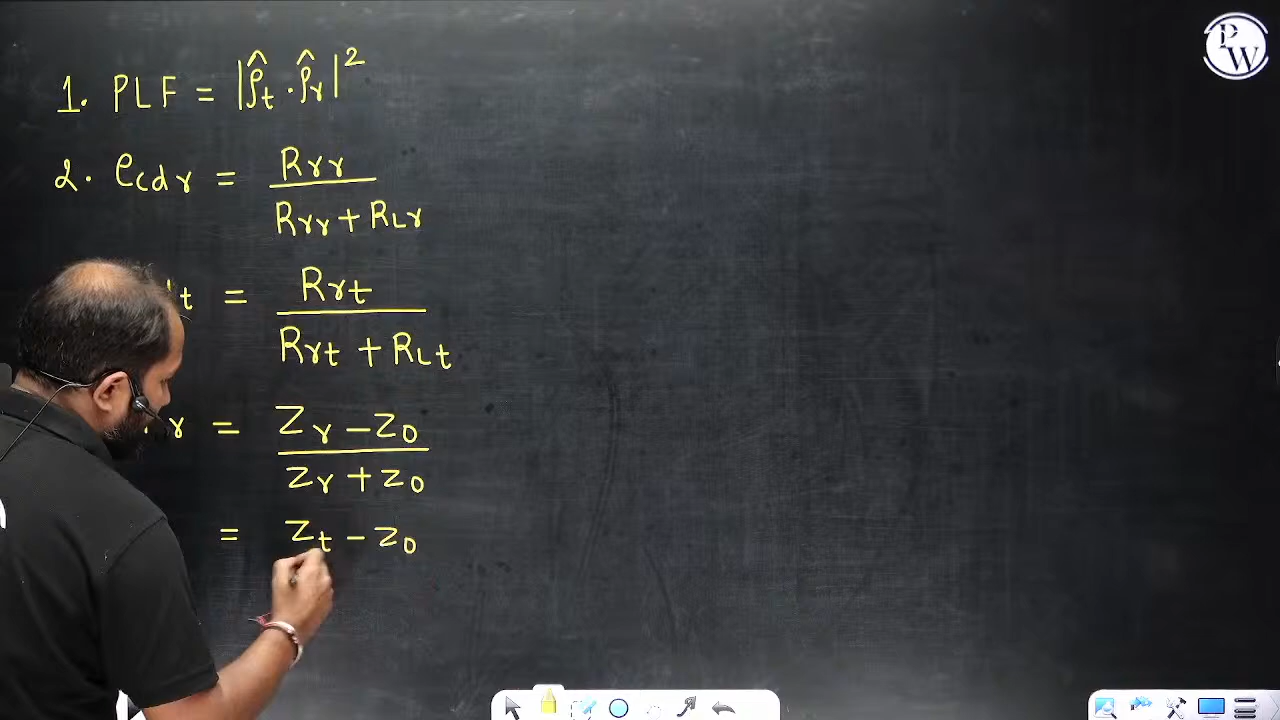 PW
1. PLF = |ρ̂t · ρ̂r|²
2. ecdr = Rrr / (Rrr + RLr)
t = Rrt / (Rrt + RLt)
r = (Zr − Z0) / (Zr + Z0)
= Zt − Z0